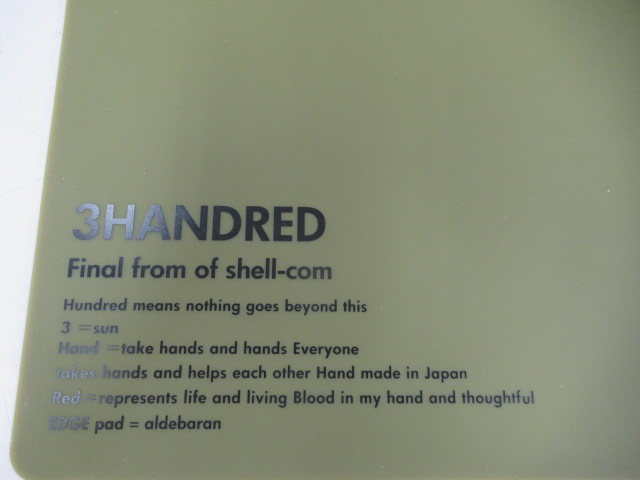 3HANDRED
Final from of shell-com
Hundred means nothing goes beyond this
3 =sun
Hand =take hands and hands Everyone
takes hands and helps each other Hand made in Japan
Red=represents life and living Blood in my hand and thoughtful
EDGE pad = aldebaran